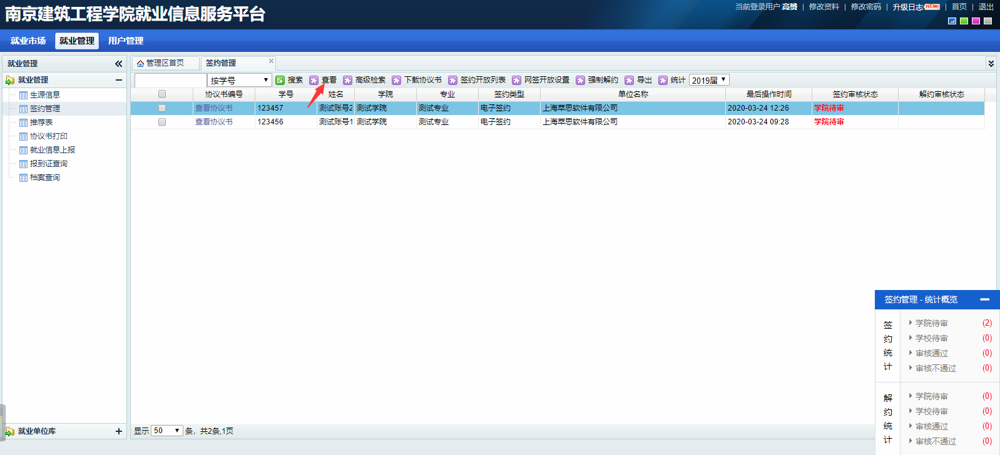 南京建筑工程学院就业信息服务平台
当前登录用户:高赟 | 修改资料 | 修改密码 | 升级日志 NEW! | 首页 | 退出
就业市场 就业管理 用户管理
就业管理
管理区首页 签约管理
就业管理
按学号 搜索 查看 高级检索 下载协议书 签约开放列表 网签开放设置 强制解约 导出 统计 2019届
生源信息
签约管理
推荐表
协议书打印
就业信息上报
报到证查询
档案查询
协议书编号 学号 姓名 学院 专业 签约类型 单位名称 最后操作时间 签约审核状态 解约审核状态
查看协议书 123457 测试账号2 测试学院 测试专业 电子签约 上海萃思软件有限公司 2020-03-24 12:26 学院待审
查看协议书 123456 测试账号1 测试学院 测试专业 电子签约 上海萃思软件有限公司 2020-03-24 09:28 学院待审
签约管理 - 统计概览
签约统计
学院待审 (2)
学校待审 (0)
审核通过 (0)
审核不通过 (0)
解约统计
学院待审 (0)
学校待审 (0)
审核通过 (0)
审核不通过 (0)
就业单位库
显示 50 条，共2条,1页